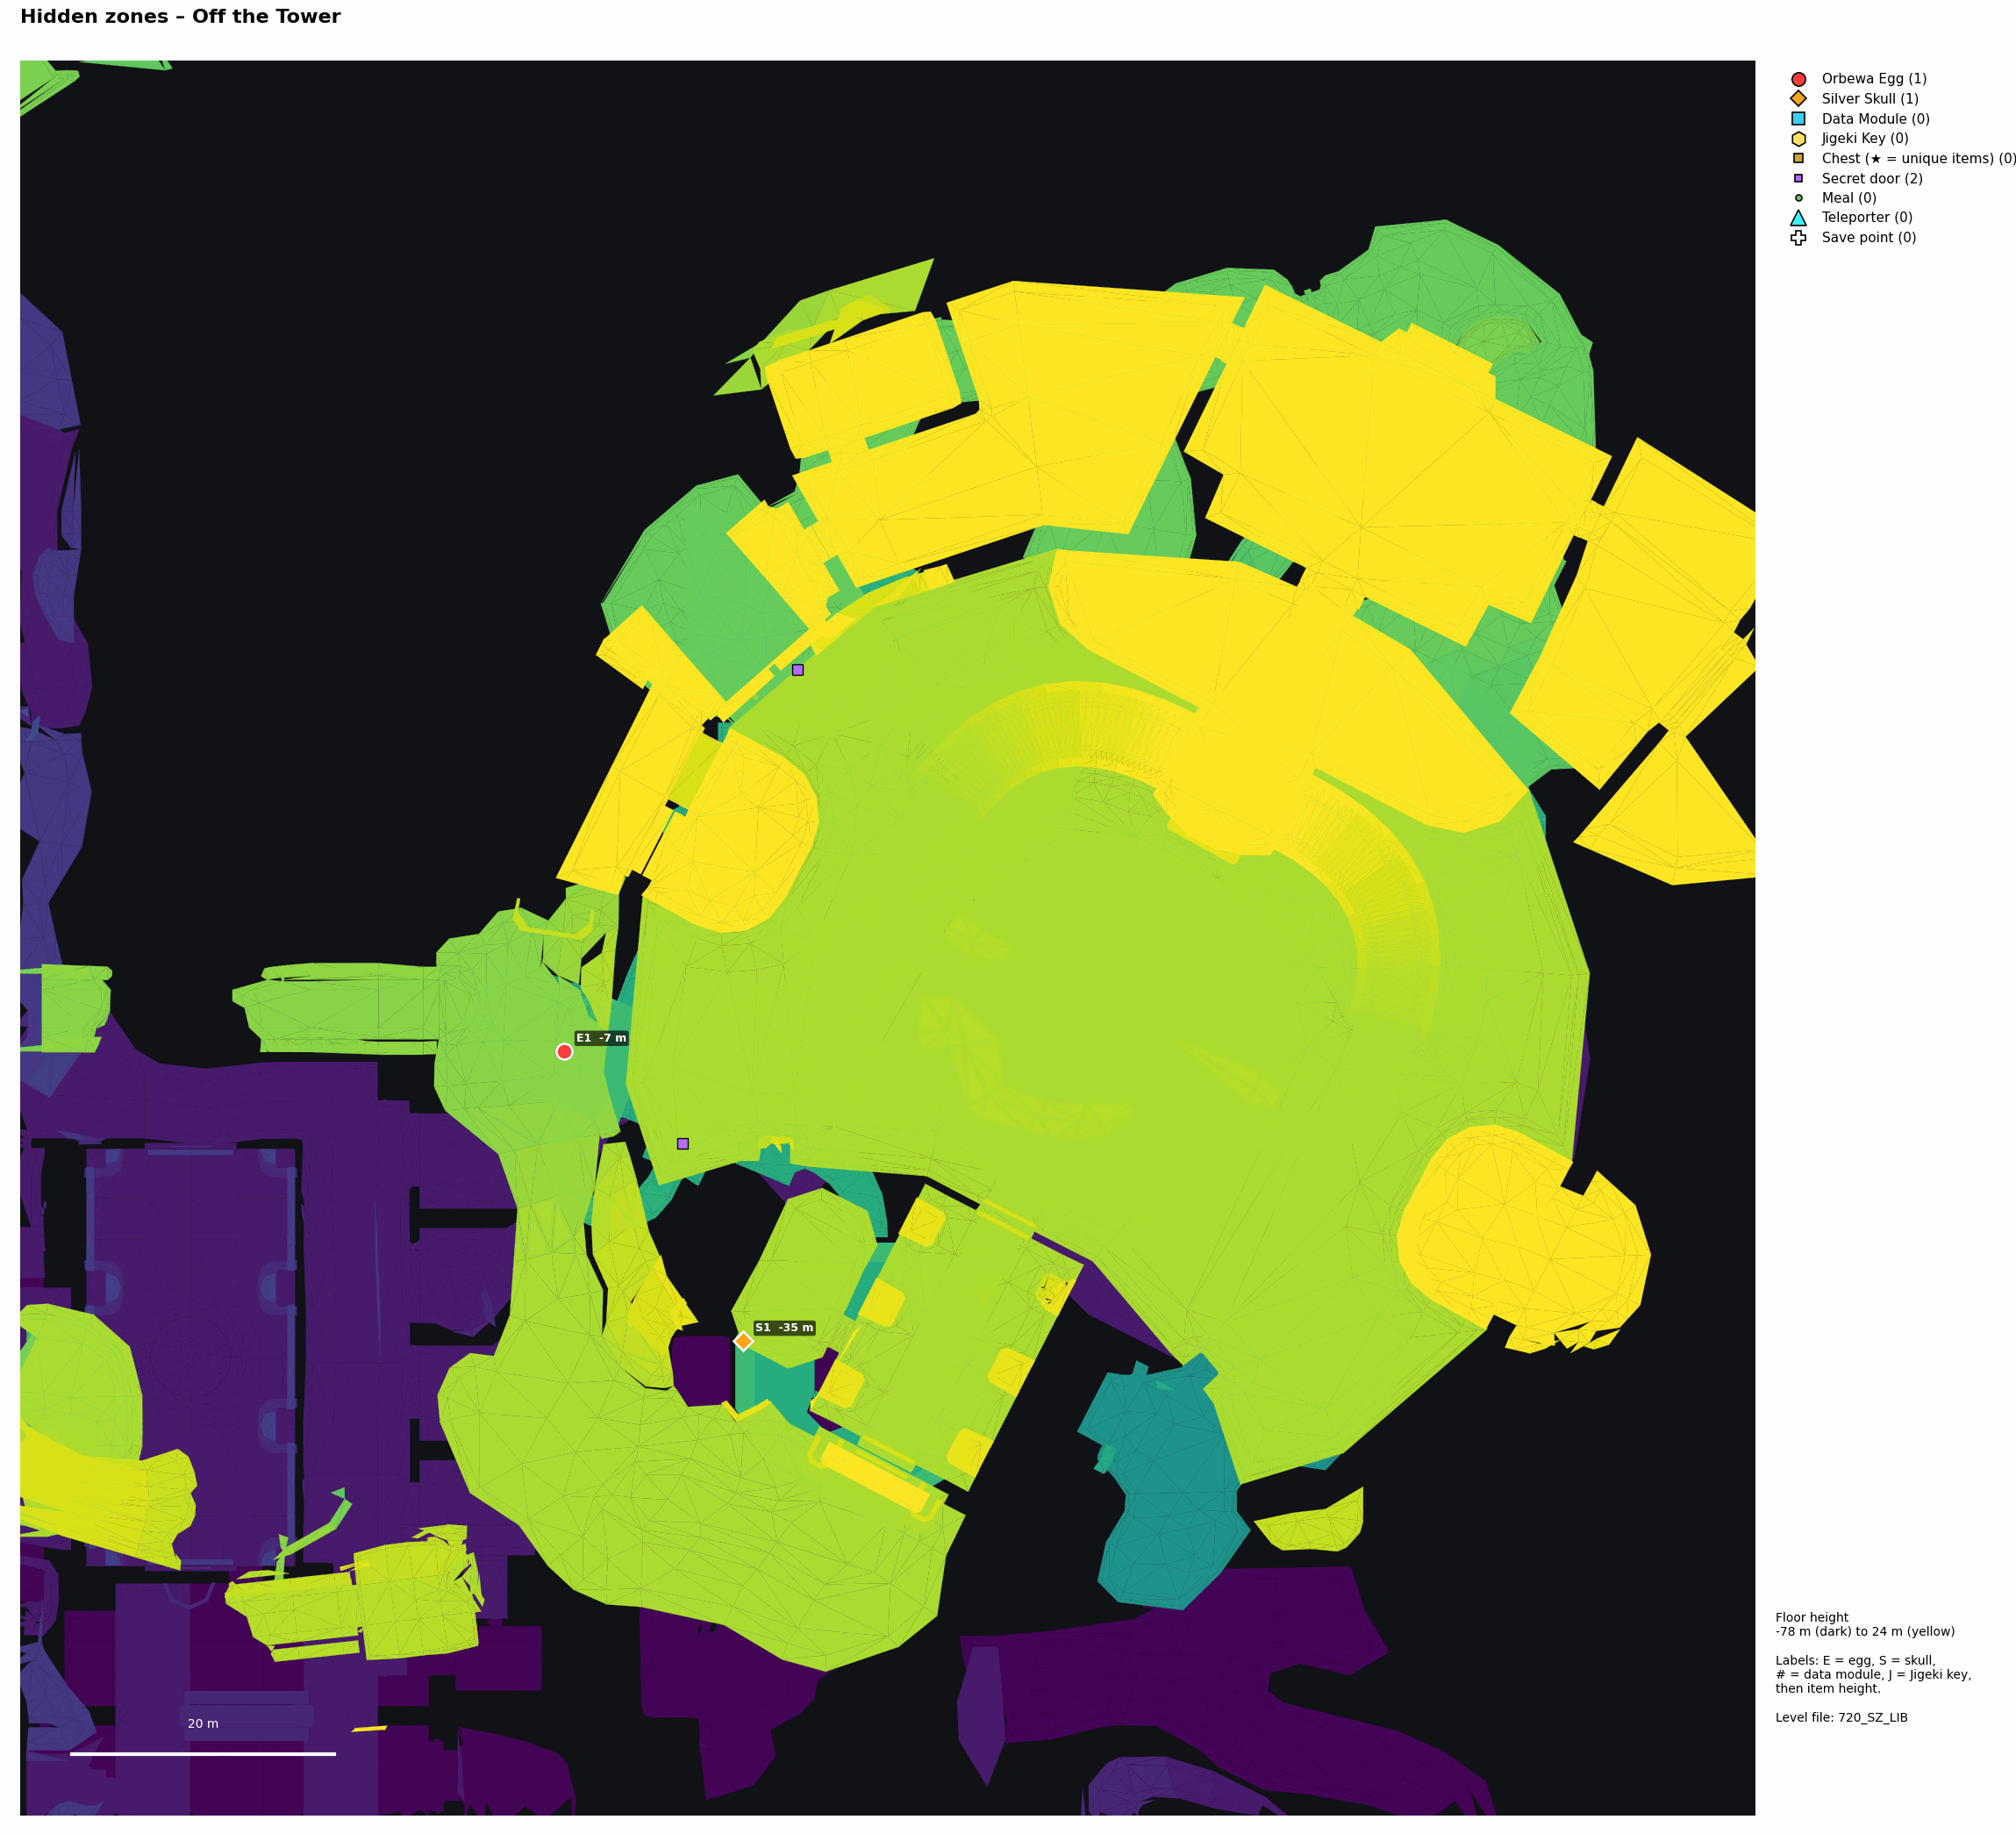 Hidden zones – Off the Tower
Orbewa Egg (1)
Silver Skull (1)
Data Module (0)
Jigeki Key (0)
Chest (★ = unique items) (0)
Secret door (2)
Meal (0)
Teleporter (0)
Save point (0)
E1  -7 m
S1  -35 m
Floor height
-78 m (dark) to 24 m (yellow)
Labels: E = egg, S = skull,
# = data module, J = Jigeki key,
then item height.
Level file: 720_SZ_LIB
20 m